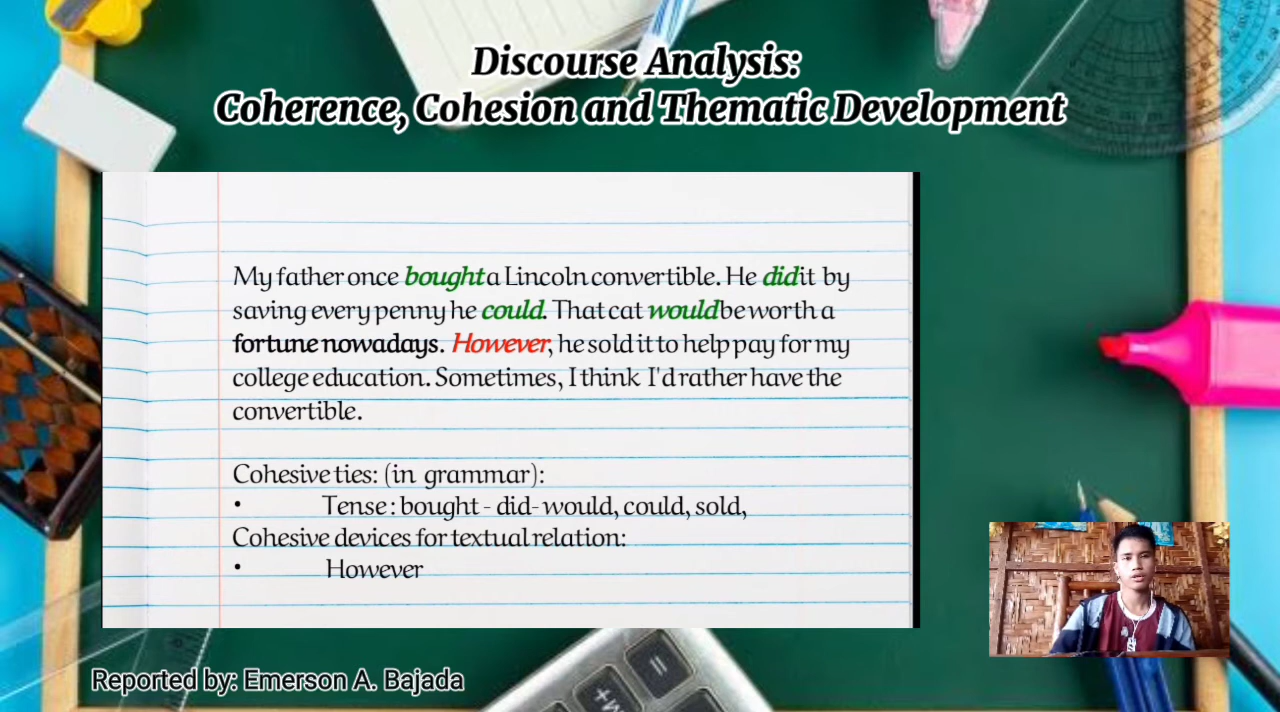 Discourse Analysis:
Coherence, Cohesion and Thematic Development
My father once bought a Lincoln convertible. He did it by
saving every penny he could. That cat would be worth a
fortune nowadays. However, he sold it to help pay for my
college education. Sometimes, I think I'd rather have the
convertible.
Cohesive ties: (in grammar):
• Tense : bought - did- would, could, sold,
Cohesive devices for textual relation:
• However
Reported by: Emerson A. Bajada